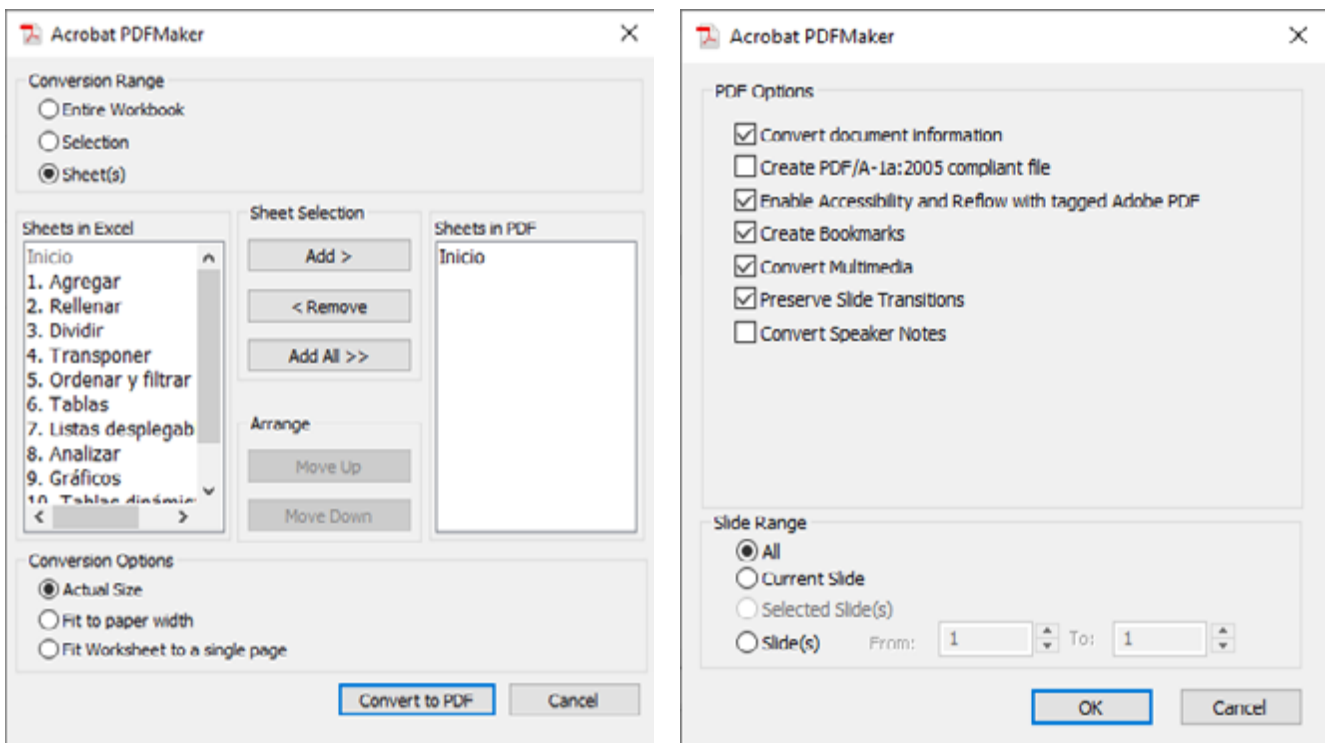 Acrobat PDFMaker
Conversion Range
Entire Workbook
Selection
Sheet(s)
Sheets in Excel
Inicio
1. Agregar
2. Rellenar
3. Dividir
4. Transponer
5. Ordenar y filtrar
6. Tablas
7. Listas desplegab
8. Analizar
9. Gráficos
10. Tablas dinámic
Sheet Selection
Add >
< Remove
Add All >>
Arrange
Move Up
Move Down
Sheets in PDF
Inicio
Conversion Options
Actual Size
Fit to paper width
Fit Worksheet to a single page
Convert to PDF
Cancel
Acrobat PDFMaker
PDF Options
Convert document information
Create PDF/A-1a:2005 compliant file
Enable Accessibility and Reflow with tagged Adobe PDF
Create Bookmarks
Convert Multimedia
Preserve Slide Transitions
Convert Speaker Notes
Slide Range
All
Current Slide
Selected Slide(s)
Slide(s) From: 1 To: 1
OK
Cancel